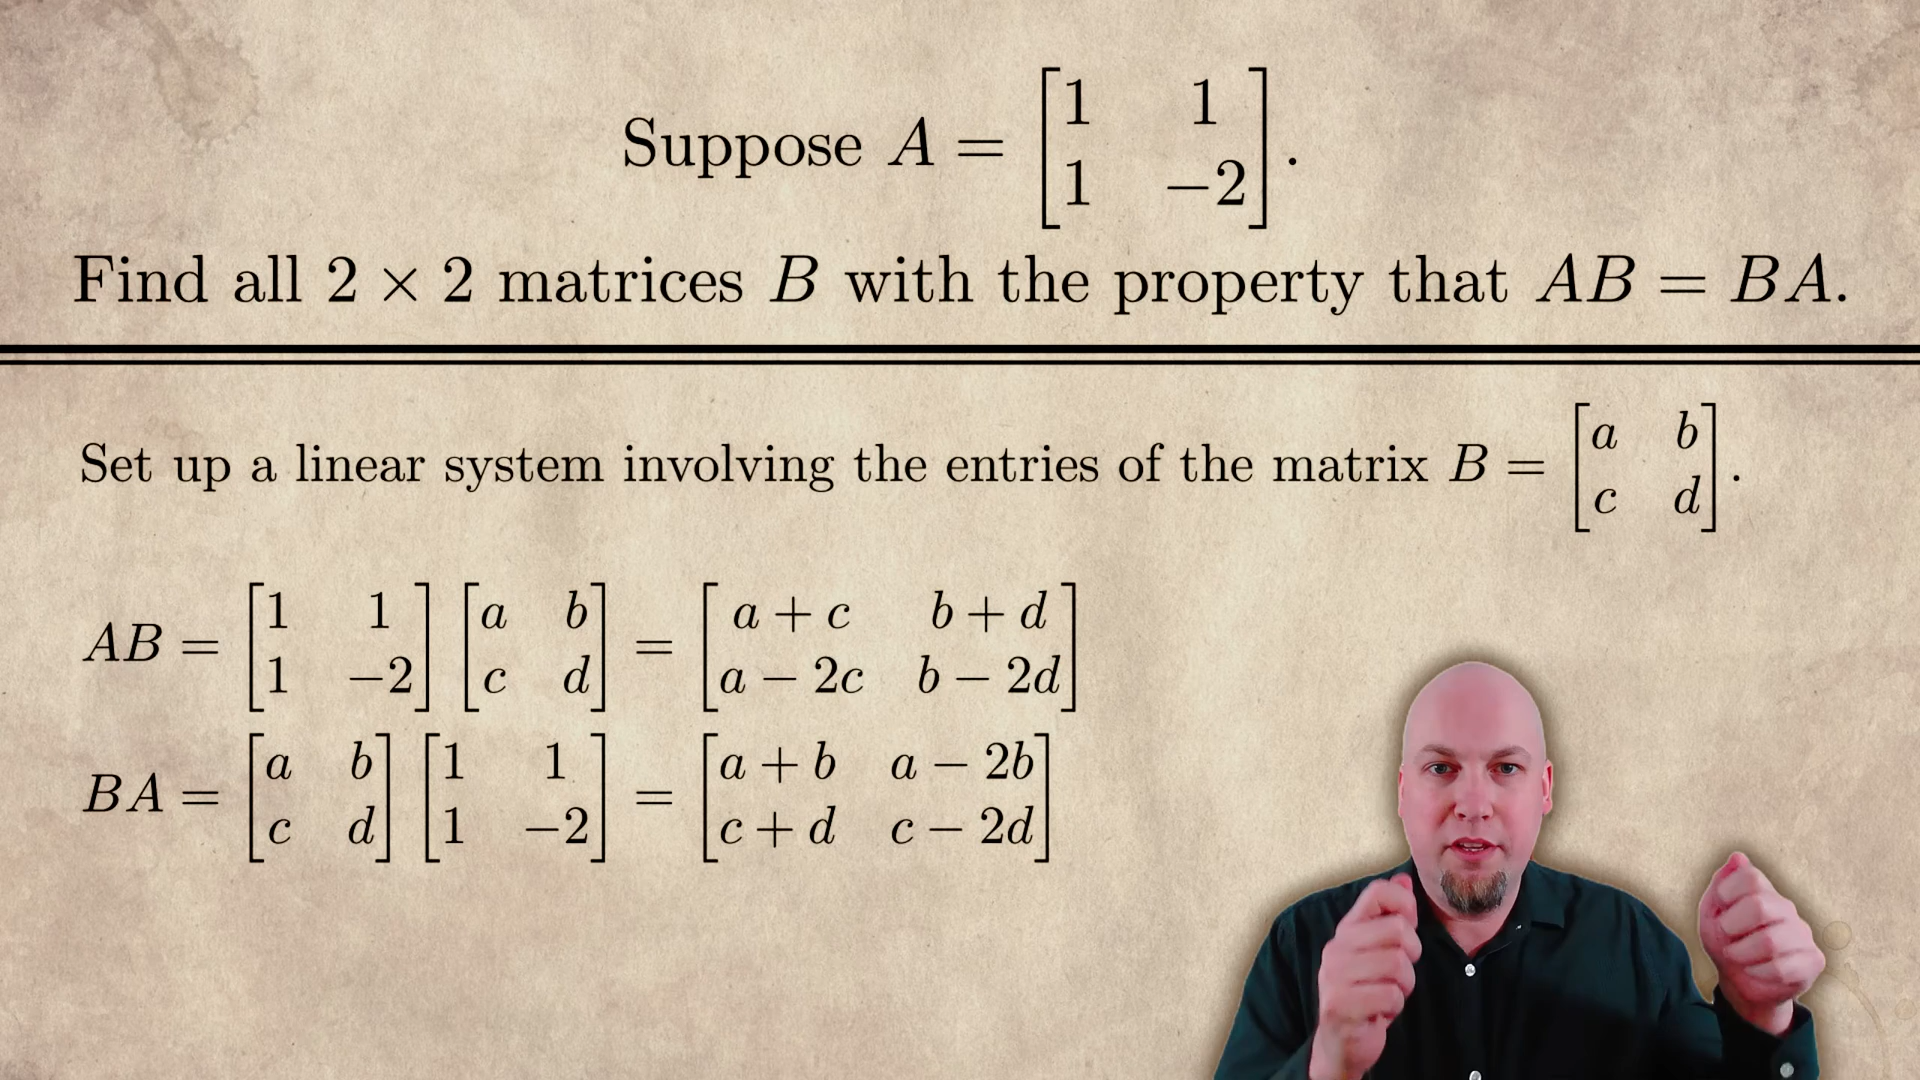 Suppose A = [1 1; 1 −2].
Find all 2 × 2 matrices B with the property that AB = BA.
Set up a linear system involving the entries of the matrix B = [a b; c d].
AB = [1 1; 1 −2] [a b; c d] = [a + c b + d; a − 2c b − 2d]
BA = [a b; c d] [1 1; 1 −2] = [a + b a − 2b; c + d c − 2d]